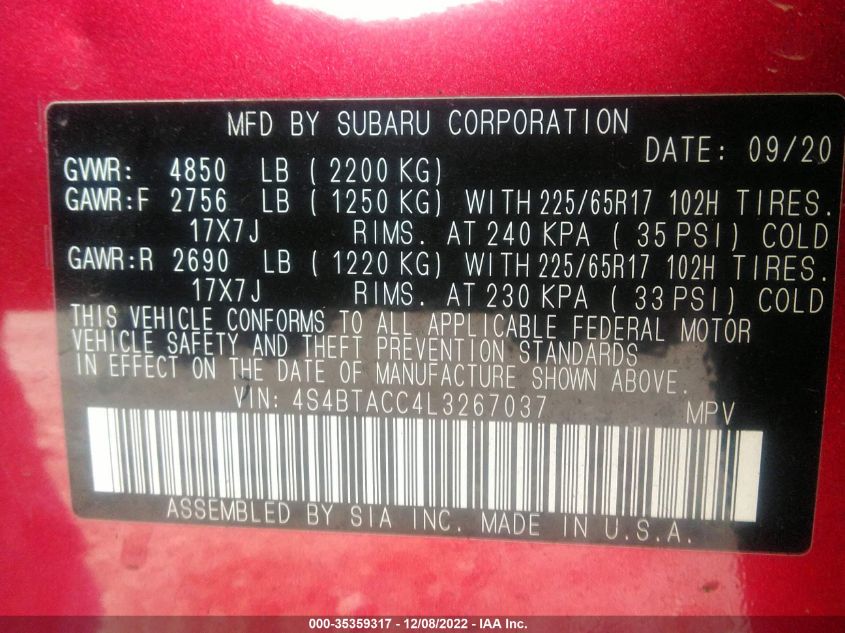 MFD BY SUBARU CORPORATION
DATE: 09/20
GVWR: 4850 LB ( 2200 KG)
GAWR:F 2756 LB ( 1250 KG) WITH 225/65R17 102H TIRES.
17X7J RIMS. AT 240 KPA ( 35 PSI) COLD
GAWR:R 2690 LB ( 1220 KG) WITH 225/65R17 102H TIRES.
17X7J RIMS. AT 230 KPA ( 33 PSI) COLD
THIS VEHICLE CONFORMS TO ALL APPLICABLE FEDERAL MOTOR
VEHICLE SAFETY AND THEFT PREVENTION STANDARDS
IN EFFECT ON THE DATE OF MANUFACTURE SHOWN ABOVE.
VIN: 4S4BTACC4L3267037 MPV
ASSEMBLED BY SIA INC. MADE IN U.S.A.
000-35359317 - 12/08/2022 - IAA Inc.